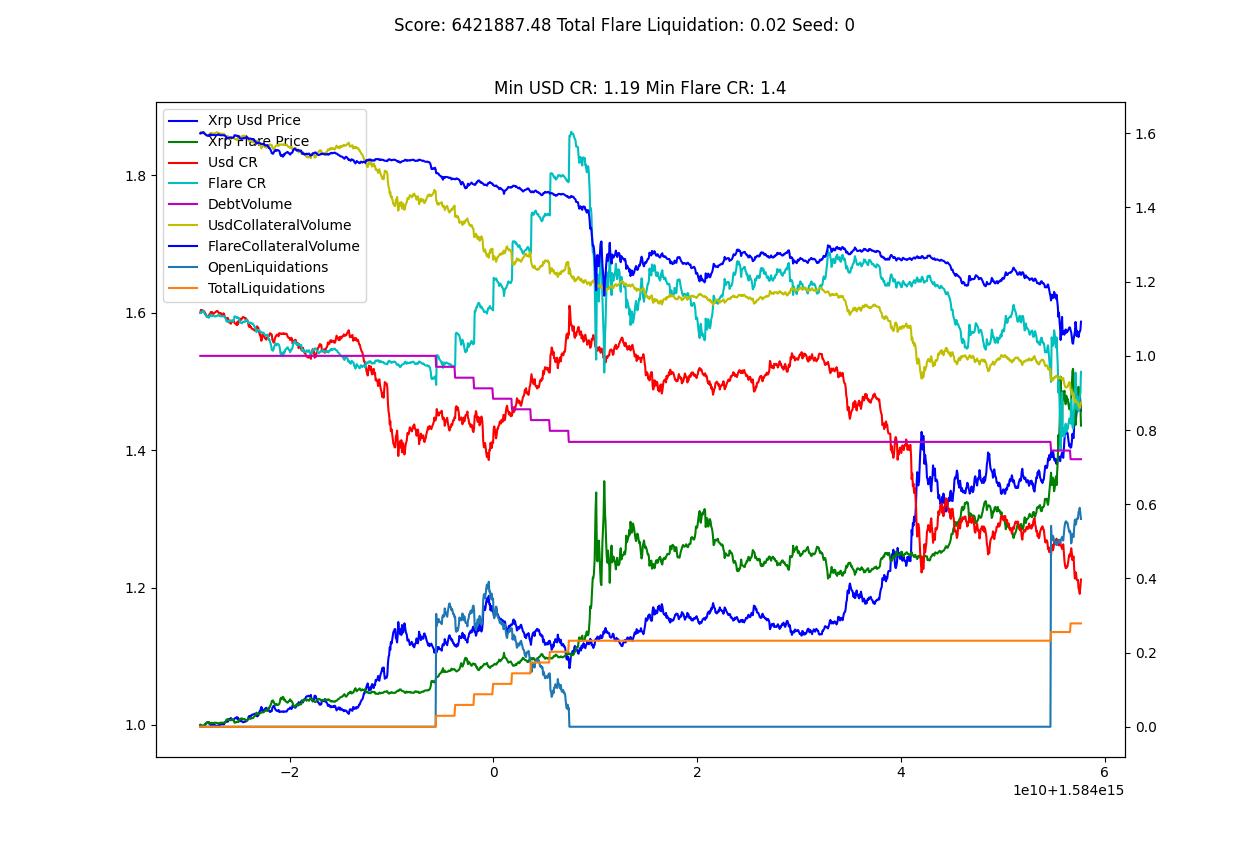 Score: 6421887.48 Total Flare Liquidation: 0.02 Seed: 0
Min USD CR: 1.19 Min Flare CR: 1.4
Xrp Usd Price
Xrp Flare Price
Usd CR
Flare CR
DebtVolume
UsdCollateralVolume
FlareCollateralVolume
OpenLiquidations
TotalLiquidations
1.8
1.6
1.4
1.2
1.0
1.6
1.4
1.2
1.0
0.8
0.6
0.4
0.2
0.0
−2 0 2 4 6
1e10+1.584e15